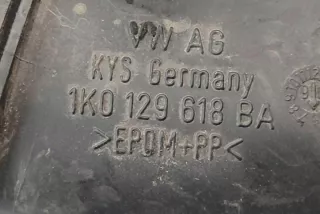 VW AG
KYS Germany
1K0 129 618 BA
>EPDM+PP<